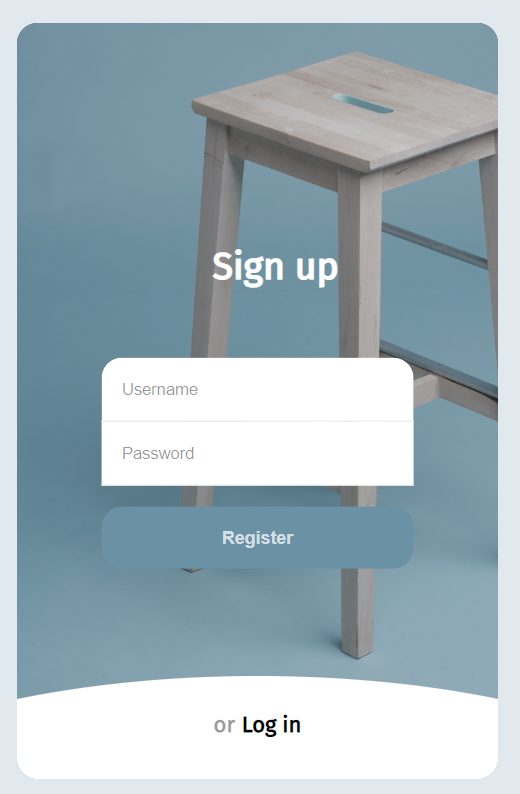 Sign up
Username
Password
Register
or Log in